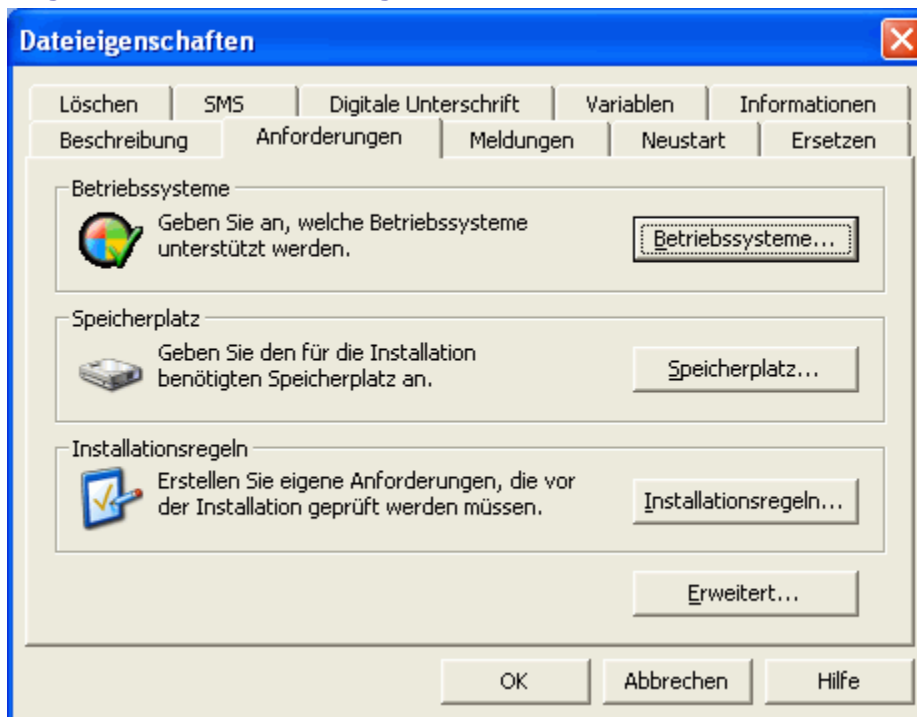 Dateieigenschaften
Löschen SMS Digitale Unterschrift Variablen Informationen
Beschreibung Anforderungen Meldungen Neustart Ersetzen
Betriebssysteme
Geben Sie an, welche Betriebssysteme
unterstützt werden.
Betriebssysteme...
Speicherplatz
Geben Sie den für die Installation
benötigten Speicherplatz an.
Speicherplatz...
Installationsregeln
Erstellen Sie eigene Anforderungen, die vor
der Installation geprüft werden müssen.
Installationsregeln...
Erweitert...
OK Abbrechen Hilfe